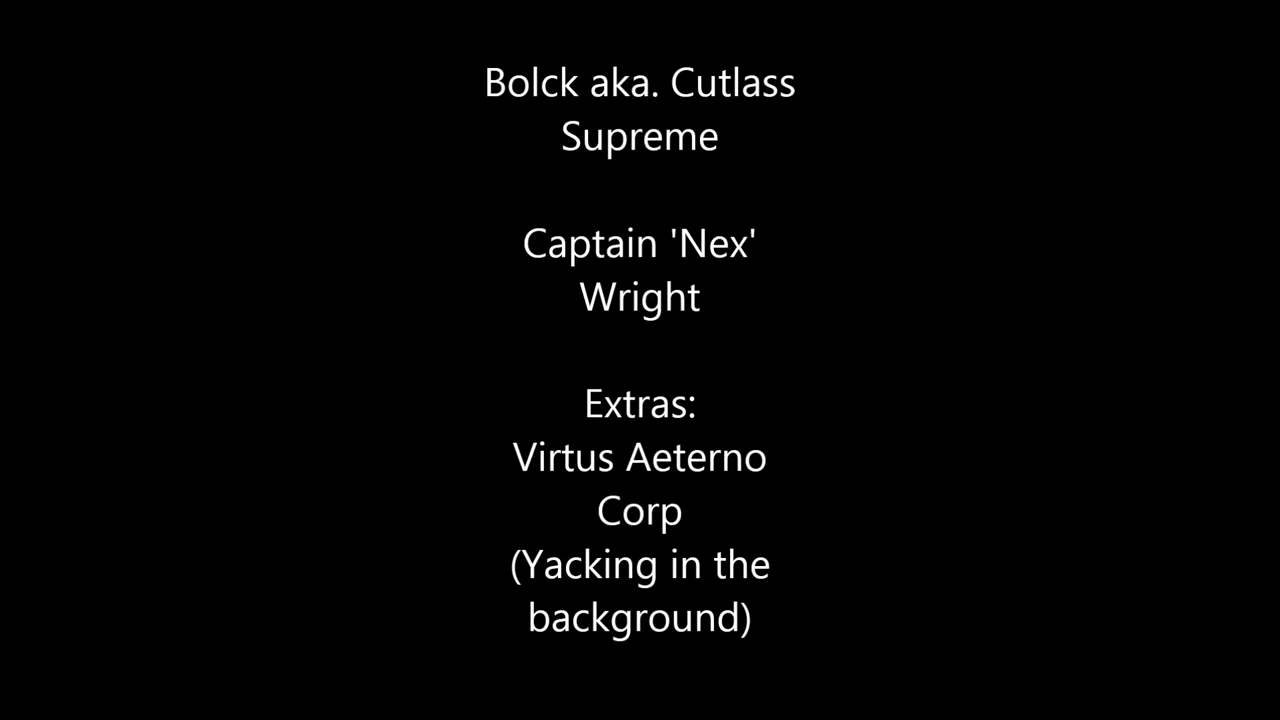 Bolck aka. Cutlass
Supreme
Captain 'Nex'
Wright
Extras:
Virtus Aeterno
Corp
(Yacking in the
background)